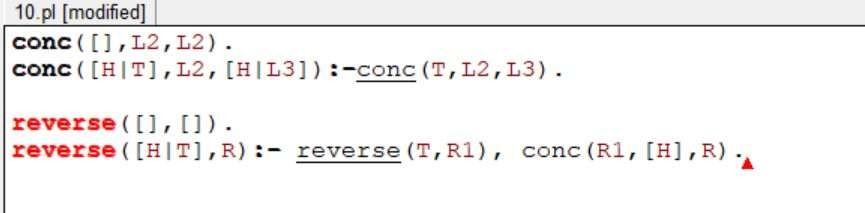 10.pl [modified]
conc([],L2,L2).
conc([H|T],L2,[H|L3]):-conc(T,L2,L3).
reverse([],[]).
reverse([H|T],R):- reverse(T,R1), conc(R1,[H],R).